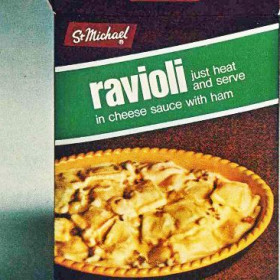 St Michael
®
ravioli just heat
and serve
in cheese sauce with ham